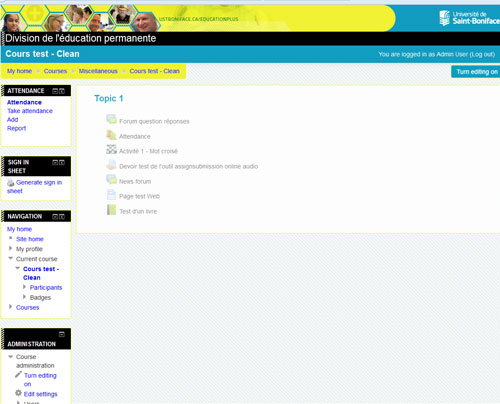 USTBONIFACE.CA/EDUCATIONPLUS
Université de
Saint-Boniface
Division de l'éducation permanente
Cours test - Clean
You are logged in as Admin User (Log out)
My home
Courses
Miscellaneous
Cours test - Clean
Turn editing on
ATTENDANCE
Attendance
Take attendance
Add
Report
SIGN IN
SHEET
Generate sign in
sheet
NAVIGATION
My home
Site home
My profile
Current course
Cours test -
Clean
Participants
Badges
Courses
ADMINISTRATION
Course
administration
Turn editing
on
Edit settings
Users
Topic 1
Forum question réponses
Attendance
Activité 1 - Mot croisé
Devoir test de l'outil assignsubmission online audio
News forum
Page test Web
Test d'un livre